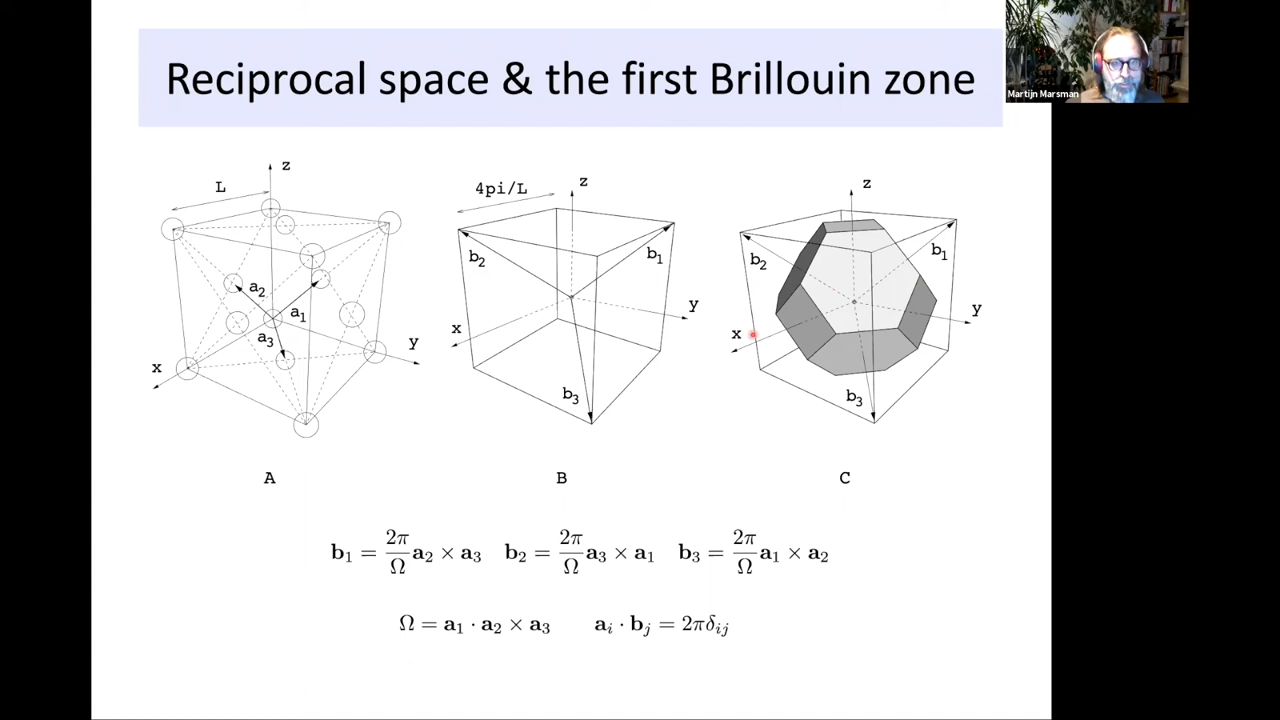 Reciprocal space & the first Brillouin zone
Martijn Marsman
L
z
a₂
a₁
a₃
x
y
A
4pi/L
z
b₂
b₁
y
x
b₃
B
z
b₂
b₁
y
x
b₃
C
b₁ = 2π/Ω a₂ × a₃ b₂ = 2π/Ω a₃ × a₁ b₃ = 2π/Ω a₁ × a₂
Ω = a₁ · a₂ × a₃ aᵢ · bⱼ = 2πδᵢⱼ